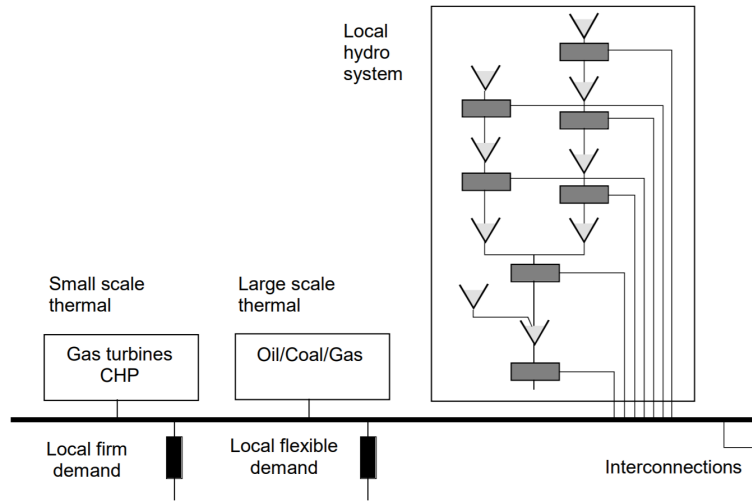 Local
hydro
system
Small scale
thermal
Large scale
thermal
Gas turbines
CHP
Oil/Coal/Gas
Local firm
demand
Local flexible
demand
Interconnections